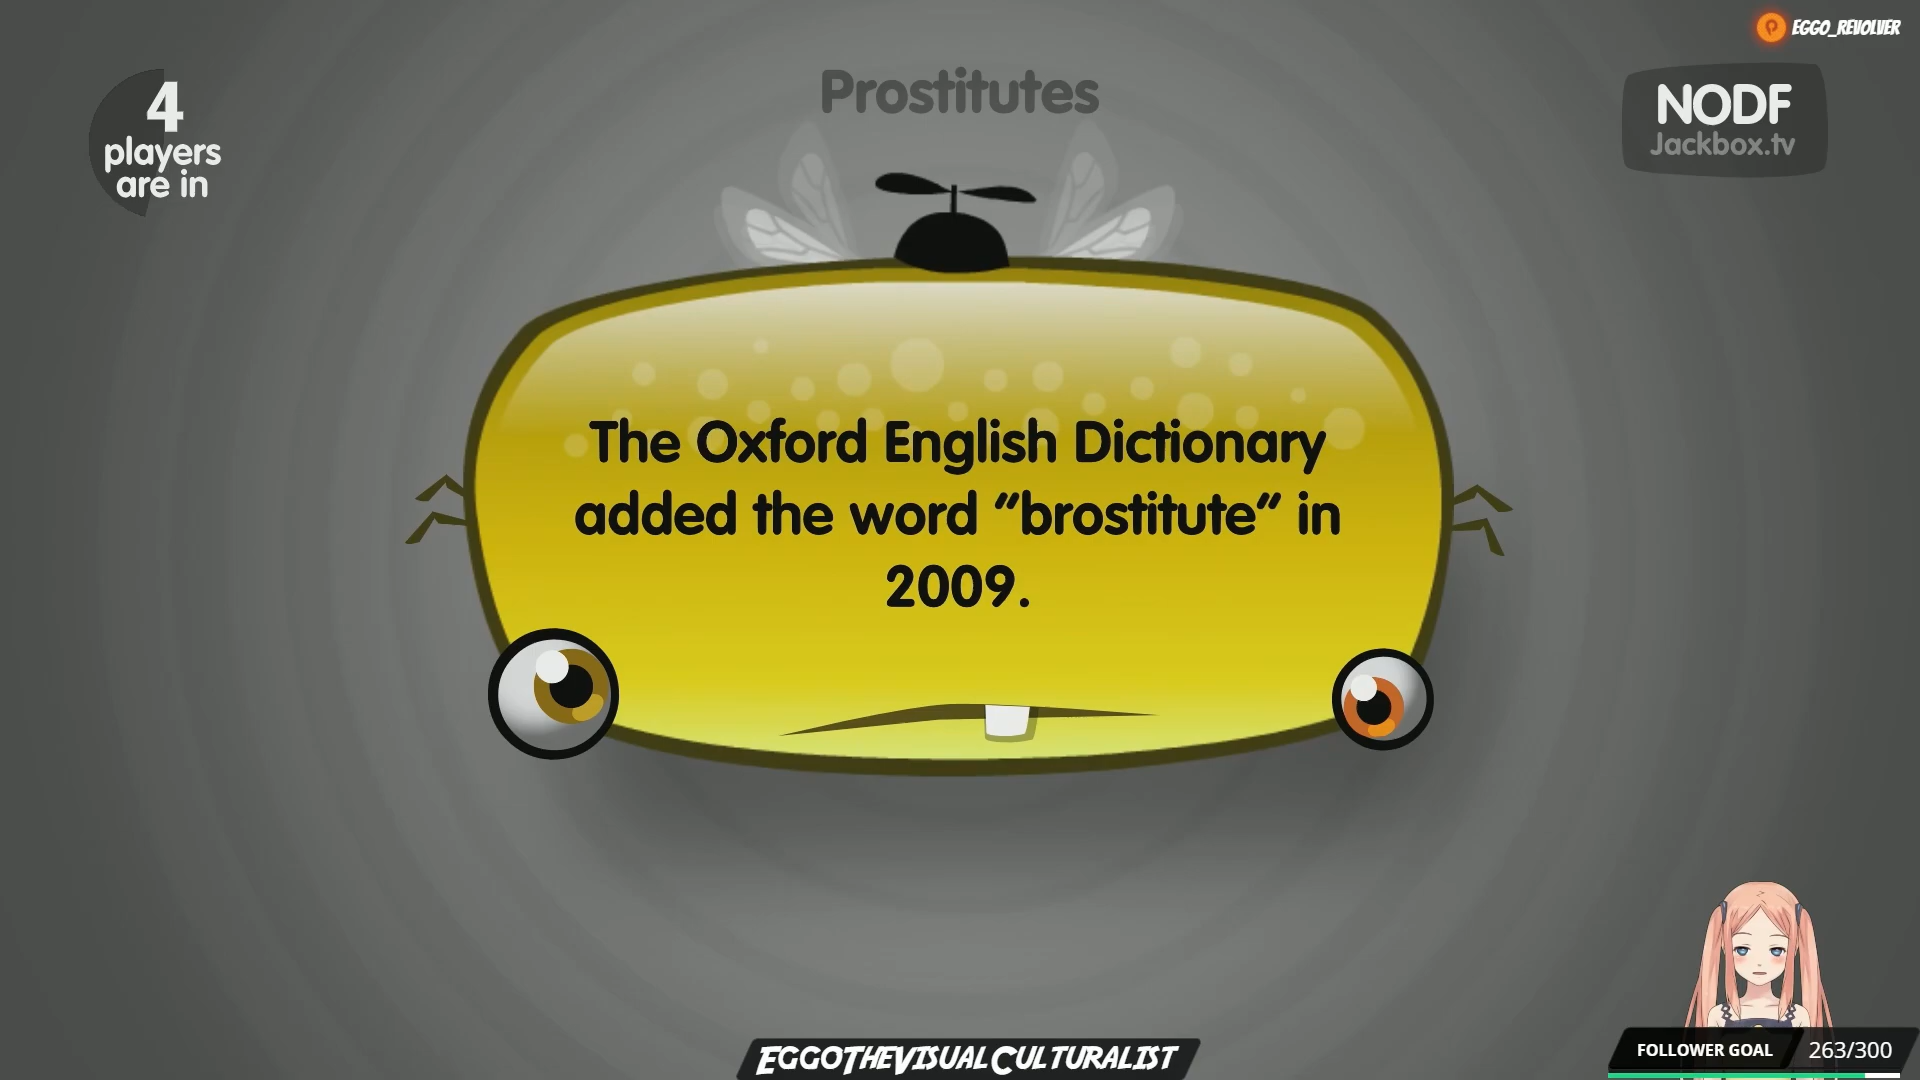 EGGO_REVOLVER
4
players
are in
Prostitutes
NODF
Jackbox.tv
The Oxford English Dictionary
added the word “brostitute” in
2009.
EGGOTHEVISUALCULTURALIST
FOLLOWER GOAL 263/300